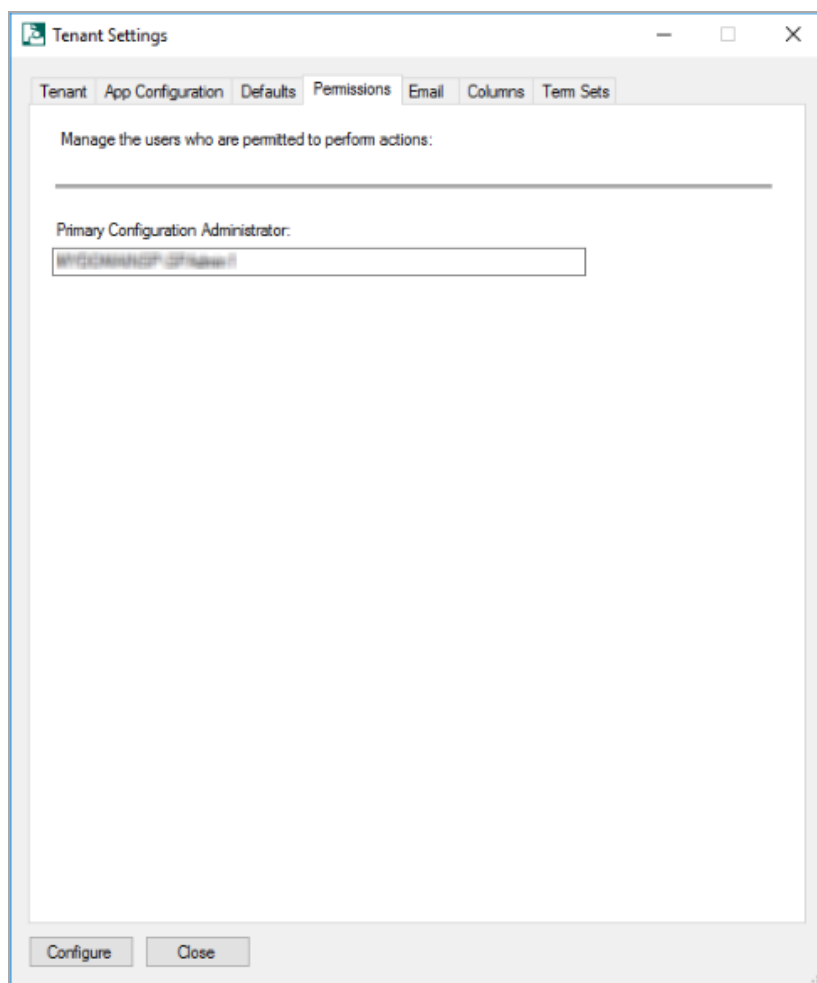 Tenant Settings
Tenant App Configuration Defaults Permissions Email Columns Term Sets
Manage the users who are permitted to perform actions:
Primary Configuration Administrator:
Configure Close